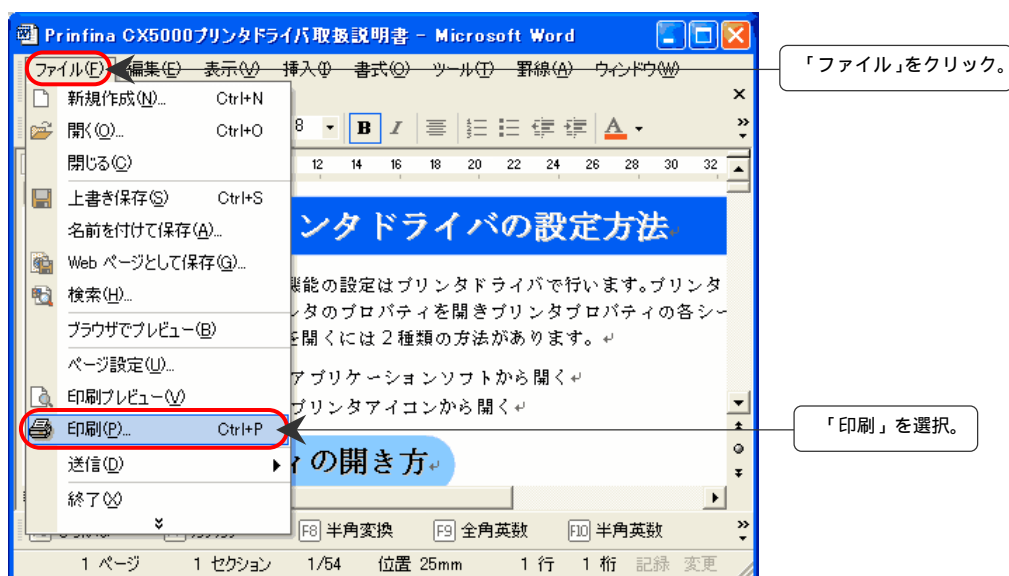 Prinfina CX5000プリンタドライバ取扱説明書 - Microsoft Word
ファイル(F) 編集(E) 表示(V) 挿入(I) 書式(O) ツール(T) 罫線(A) ウィンドウ(W)
「ファイル」をクリック。
新規作成(N)... Ctrl+N
開く(O)... Ctrl+O
8 B I A
閉じる(C)
12 14 16 18 20 22 24 26 28 30 32
上書き保存(S) Ctrl+S
名前を付けて保存(A)...
ンタドライバの設定方法
Web ページとして保存(G)...
機能の設定はプリンタドライバで行います。プリンタ
検索(H)...
タのプロパティを開きプリンタプロパティの各シー
ブラウザでプレビュー(B)
を開くには2種類の方法があります。
ページ設定(U)...
アプリケーションソフトから開く
印刷プレビュー(V)
プリンタアイコンから開く
印刷(P)... Ctrl+P
「印刷」を選択。
送信(D)
ィの開き方
終了(X)
F8 半角変換 F9 全角英数 F10 半角英数
1 ページ 1 セクション 1/54 位置 25mm 1 行 1 桁 記録 変更